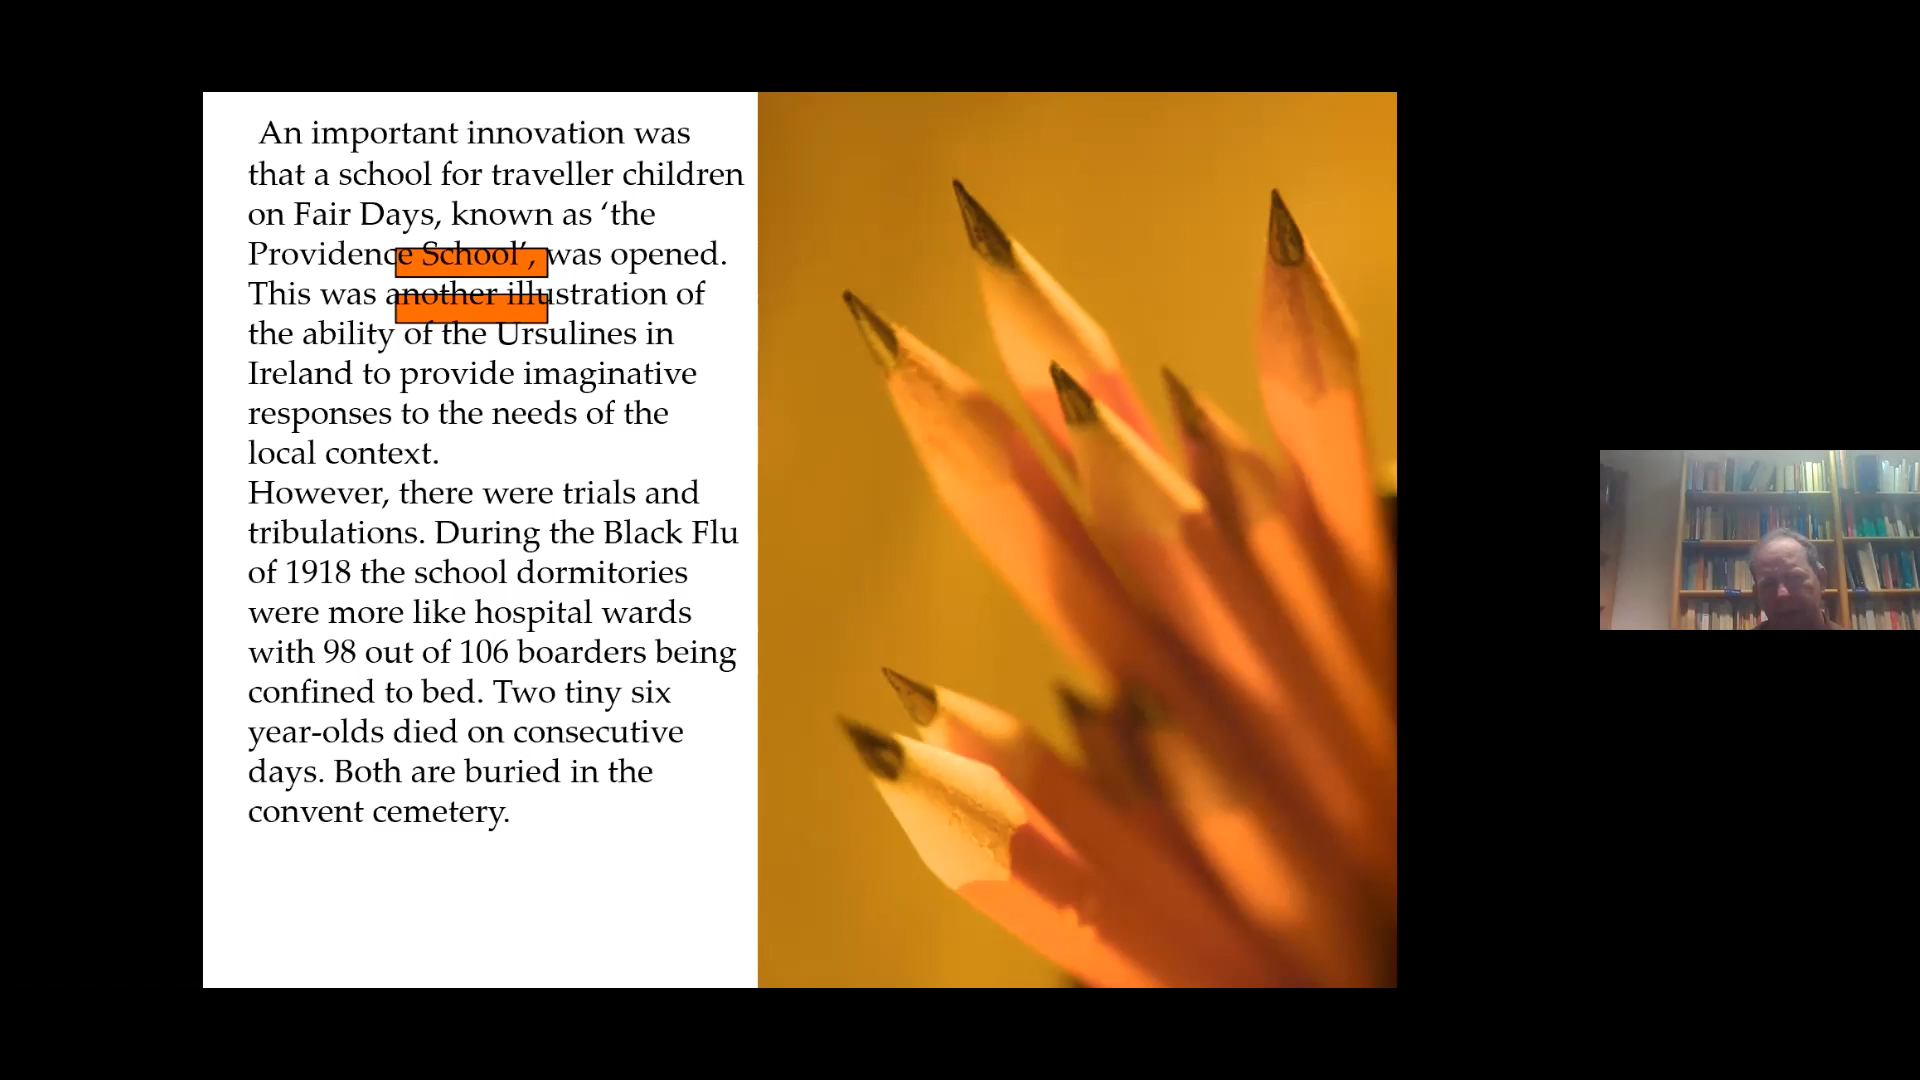 An important innovation was
that a school for traveller children
on Fair Days, known as ‘the
Providence School’, was opened.
This was another illustration of
the ability of the Ursulines in
Ireland to provide imaginative
responses to the needs of the
local context.
However, there were trials and
tribulations. During the Black Flu
of 1918 the school dormitories
were more like hospital wards
with 98 out of 106 boarders being
confined to bed. Two tiny six
year-olds died on consecutive
days. Both are buried in the
convent cemetery.